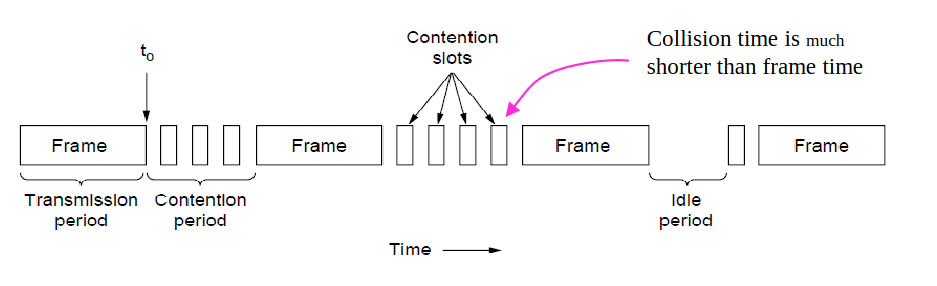 Collision time is much
shorter than frame time
Contention
slots
t0
Frame
Frame
Frame
Frame
Transmission
period
Contention
period
Idle
period
Time